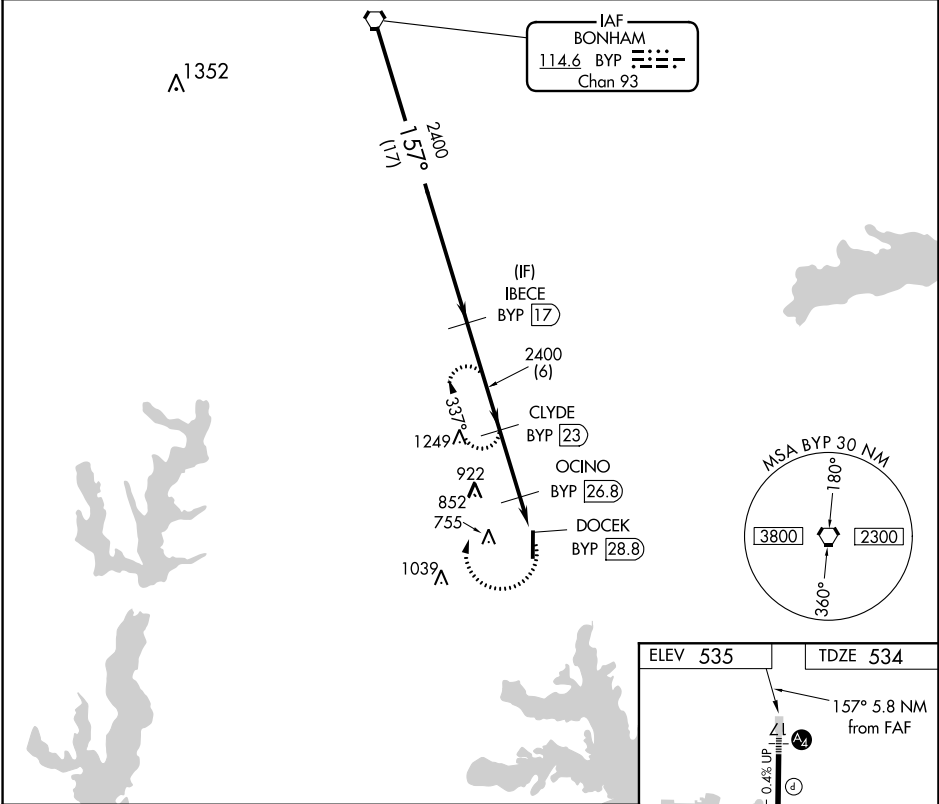 IAF
BONHAM
114.6 BYP
Chan 93
1352
2400
157°
(17)
(IF)
IBECE
BYP 17
2400
(6)
337°
CLYDE
BYP 23
1249
OCINO
BYP 26.8
922
852
755
DOCEK
BYP 28.8
1039
MSA BYP 30 NM
180°
3800
2300
360°
ELEV 535
TDZE 534
157° 5.8 NM
from FAF
17
A4
0.4% UP
P